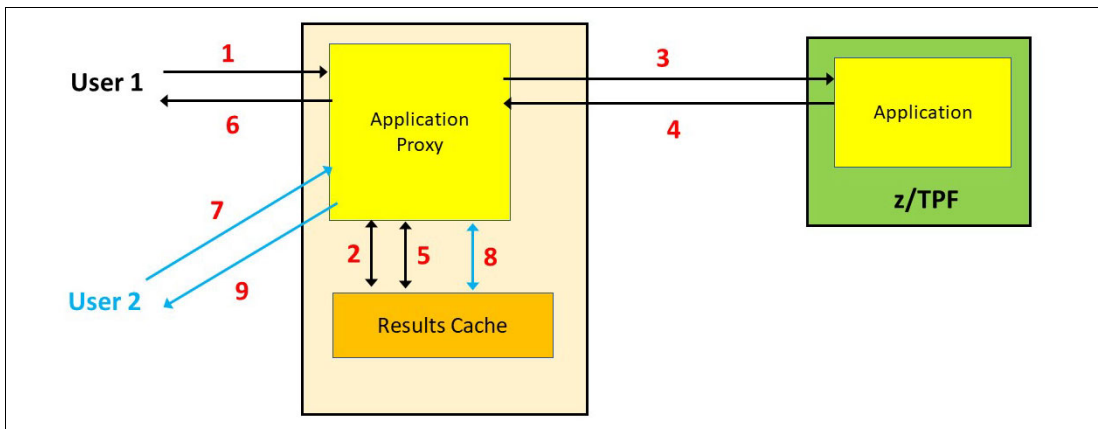 1
3
User 1
6
Application
Proxy
4
Application
z/TPF
7
2
5
8
User 2
9
Results Cache